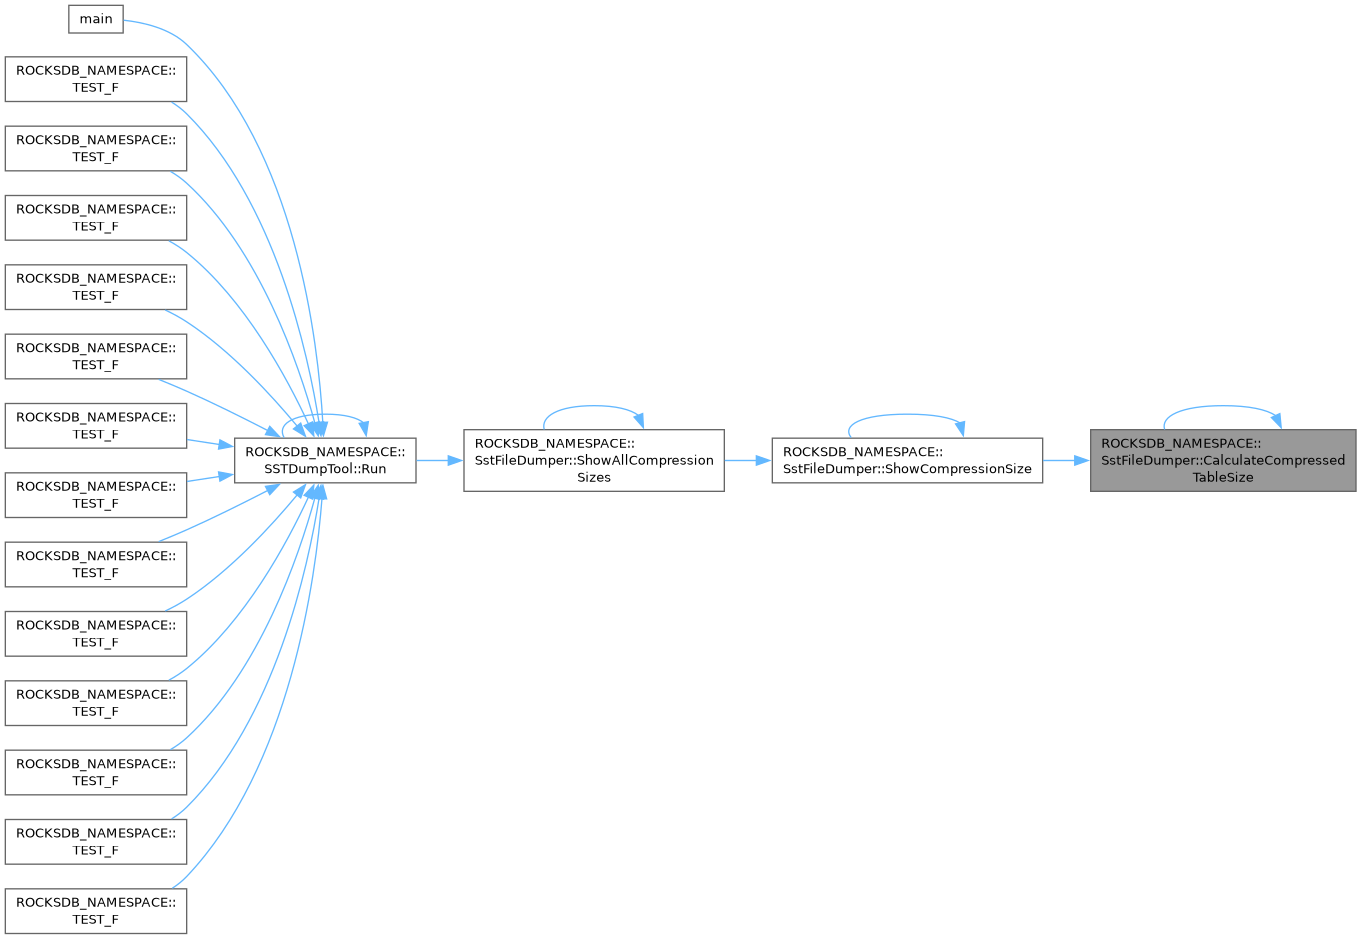 main
ROCKSDB_NAMESPACE::
TEST_F
ROCKSDB_NAMESPACE::
TEST_F
ROCKSDB_NAMESPACE::
TEST_F
ROCKSDB_NAMESPACE::
TEST_F
ROCKSDB_NAMESPACE::
TEST_F
ROCKSDB_NAMESPACE::
TEST_F
ROCKSDB_NAMESPACE::
TEST_F
ROCKSDB_NAMESPACE::
TEST_F
ROCKSDB_NAMESPACE::
TEST_F
ROCKSDB_NAMESPACE::
TEST_F
ROCKSDB_NAMESPACE::
TEST_F
ROCKSDB_NAMESPACE::
TEST_F
ROCKSDB_NAMESPACE::
TEST_F
ROCKSDB_NAMESPACE::
SSTDumpTool::Run
ROCKSDB_NAMESPACE::
SstFileDumper::ShowAllCompression
Sizes
ROCKSDB_NAMESPACE::
SstFileDumper::ShowCompressionSize
ROCKSDB_NAMESPACE::
SstFileDumper::CalculateCompressed
TableSize